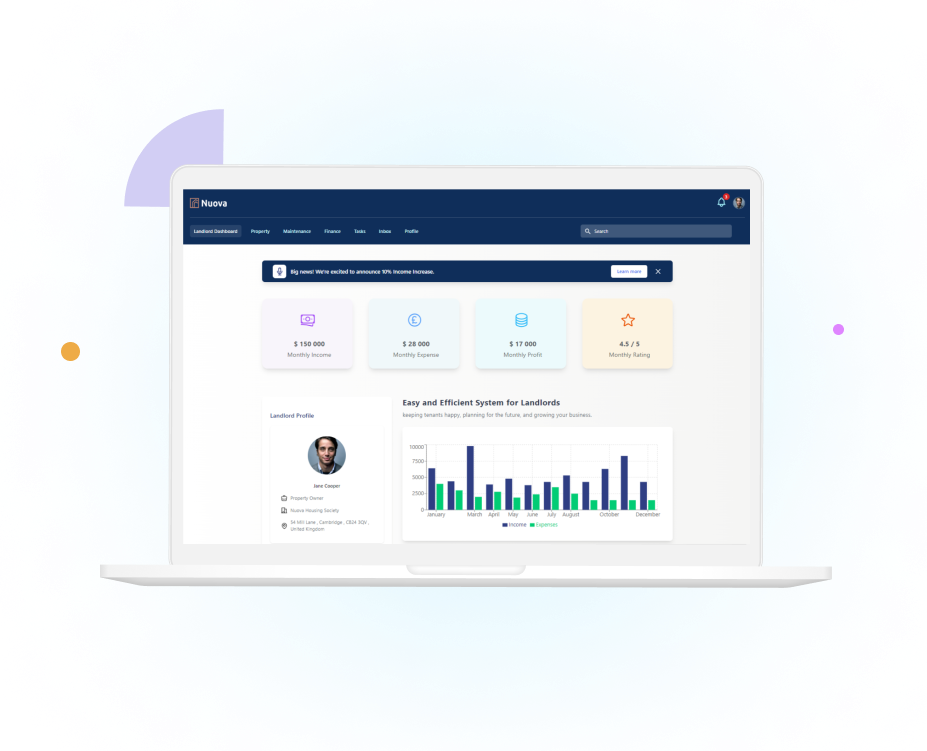 Nuova
3
Landlord Dashboard Property Maintenance Finance Tasks Inbox Profile Search
Big news! We're excited to announce 10% Income Increase. Learn more
$ 150 000
Monthly Income
£
$ 28 000
Monthly Expense
$ 17 000
Monthly Profit
4.5 / 5
Monthly Rating
Landlord Profile
Jane Cooper
Property Owner
Nuova Housing Society
54 Mill Lane , Cambridge , CB24 5QV ,
United Kingdom
Easy and Efficient System for Landlords
keeping tenants happy, planning for the future, and growing your business.
10000
7500
5000
2500
0
January March April May June July August October December
Income Expenses